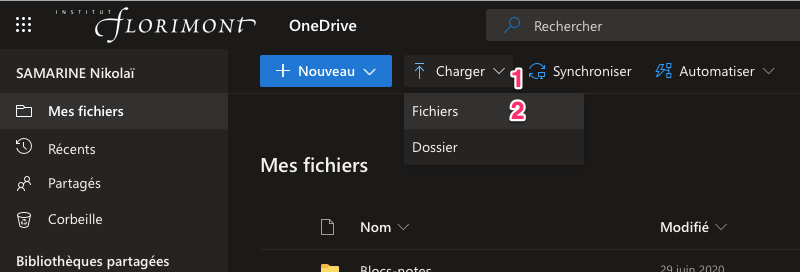 INSTITUT
FLORIMONT
OneDrive
Rechercher
SAMARINE Nikolaï
Nouveau
Charger
1
Synchroniser
Automatiser
Mes fichiers
Fichiers
2
Récents
Dossier
Partagés
Mes fichiers
Corbeille
Nom
Modifié
Bibliothèques partagées
Blocs-notes
29 juin 2020